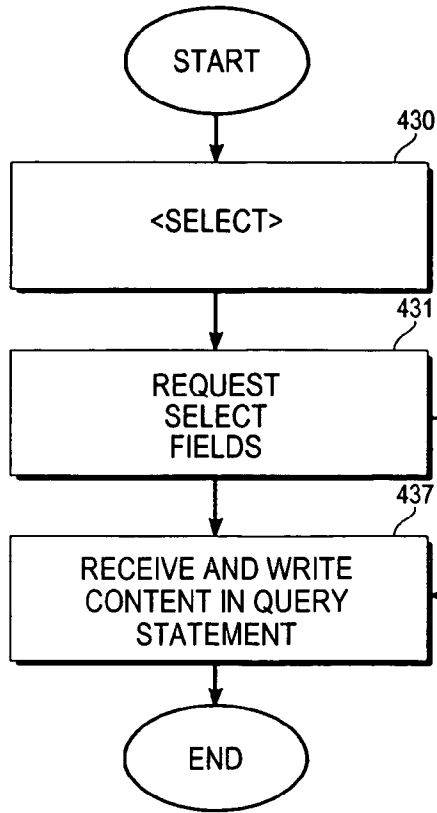 START
430
<SELECT>
431
REQUEST
SELECT
FIELDS
437
RECEIVE AND WRITE
CONTENT IN QUERY
STATEMENT
END